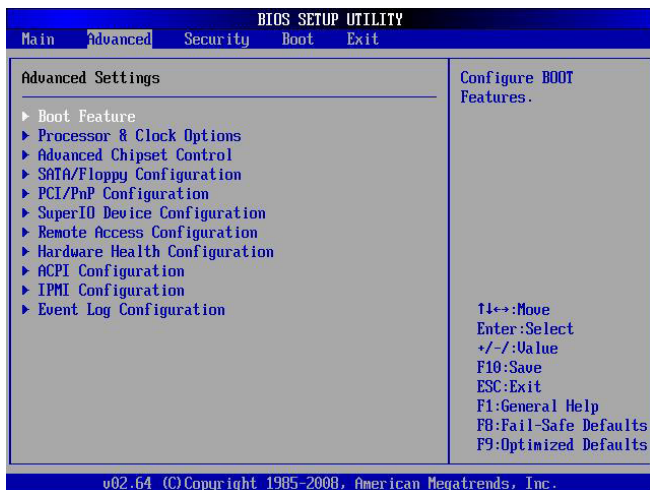 BIOS SETUP UTILITY
Main Advanced Security Boot Exit
Advanced Settings
▶ Boot Feature
▶ Processor & Clock Options
▶ Advanced Chipset Control
▶ SATA/Floppy Configuration
▶ PCI/PnP Configuration
▶ SuperIO Device Configuration
▶ Remote Access Configuration
▶ Hardware Health Configuration
▶ ACPI Configuration
▶ IPMI Configuration
▶ Event Log Configuration
Configure BOOT
Features.
↑↓↔:Move
Enter:Select
+/-/:Value
F10:Save
ESC:Exit
F1:General Help
F8:Fail-Safe Defaults
F9:Optimized Defaults
v02.64 (C)Copyright 1985-2008, American Megatrends, Inc.